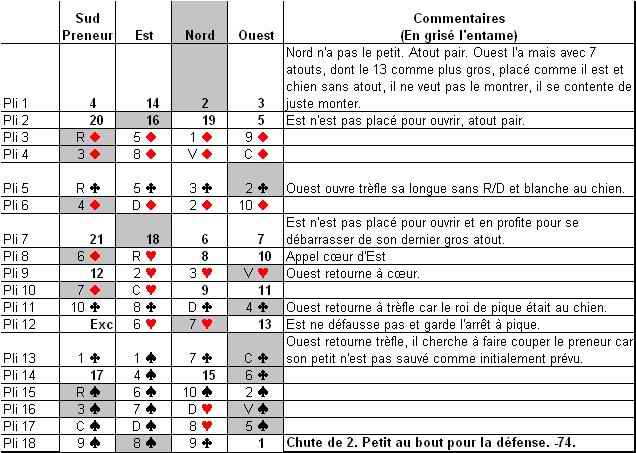 Sud Preneur Est Nord Ouest Commentaires (En grisé l'entame)
Nord n'a pas le petit. Atout pair. Ouest l'a mais avec 7
atouts, dont le 13 comme plus gros, placé comme il est et
chien sans atout, il ne veut pas le montrer, il se contente de
Pli 1 4 14 2 3 juste monter.
Pli 2 20 16 19 5 Est n'est pas placé pour ouvrir, atout pair.
Pli 3 R ♦ 5 ♦ 1 ♦ 9 ♦
Pli 4 3 ♦ 8 ♦ V ♦ C ♦
Pli 5 R ♣ 5 ♣ 3 ♣ 2 ♣ Ouest ouvre trèfle sa longue sans R/D et blanche au chien.
Pli 6 4 ♦ D ♦ 2 ♦ 10 ♦
Est n'est pas placé pour ouvrir et en profite pour se
Pli 7 21 18 6 7 débarrasser de son dernier gros atout.
Pli 8 6 ♦ R ♥ 8 10 Appel cœur d'Est
Pli 9 12 2 ♥ 3 ♥ V ♥ Ouest retourne à cœur.
Pli 10 7 ♦ C ♥ 9 11
Pli 11 10 ♣ 8 ♣ D ♣ 4 ♣ Ouest retourne à trèfle car le roi de pique était au chien.
Pli 12 Exc 6 ♥ 7 ♥ 13 Est ne défausse pas et garde l'arrêt à pique.
Ouest retourne trèfle, il cherche à faire couper le preneur car
Pli 13 1 ♣ 1 ♠ 7 ♣ C ♣ son petit n'est pas sauvé comme initialement prévu.
Pli 14 17 4 ♠ 15 6 ♣
Pli 15 R ♠ 6 ♠ 10 ♠ 2 ♠
Pli 16 3 ♠ 7 ♠ D ♥ V ♠
Pli 17 C ♠ D ♠ 8 ♥ 5 ♠
Pli 18 9 ♠ 8 ♠ 9 ♣ 1 Chute de 2. Petit au bout pour la défense. -74.